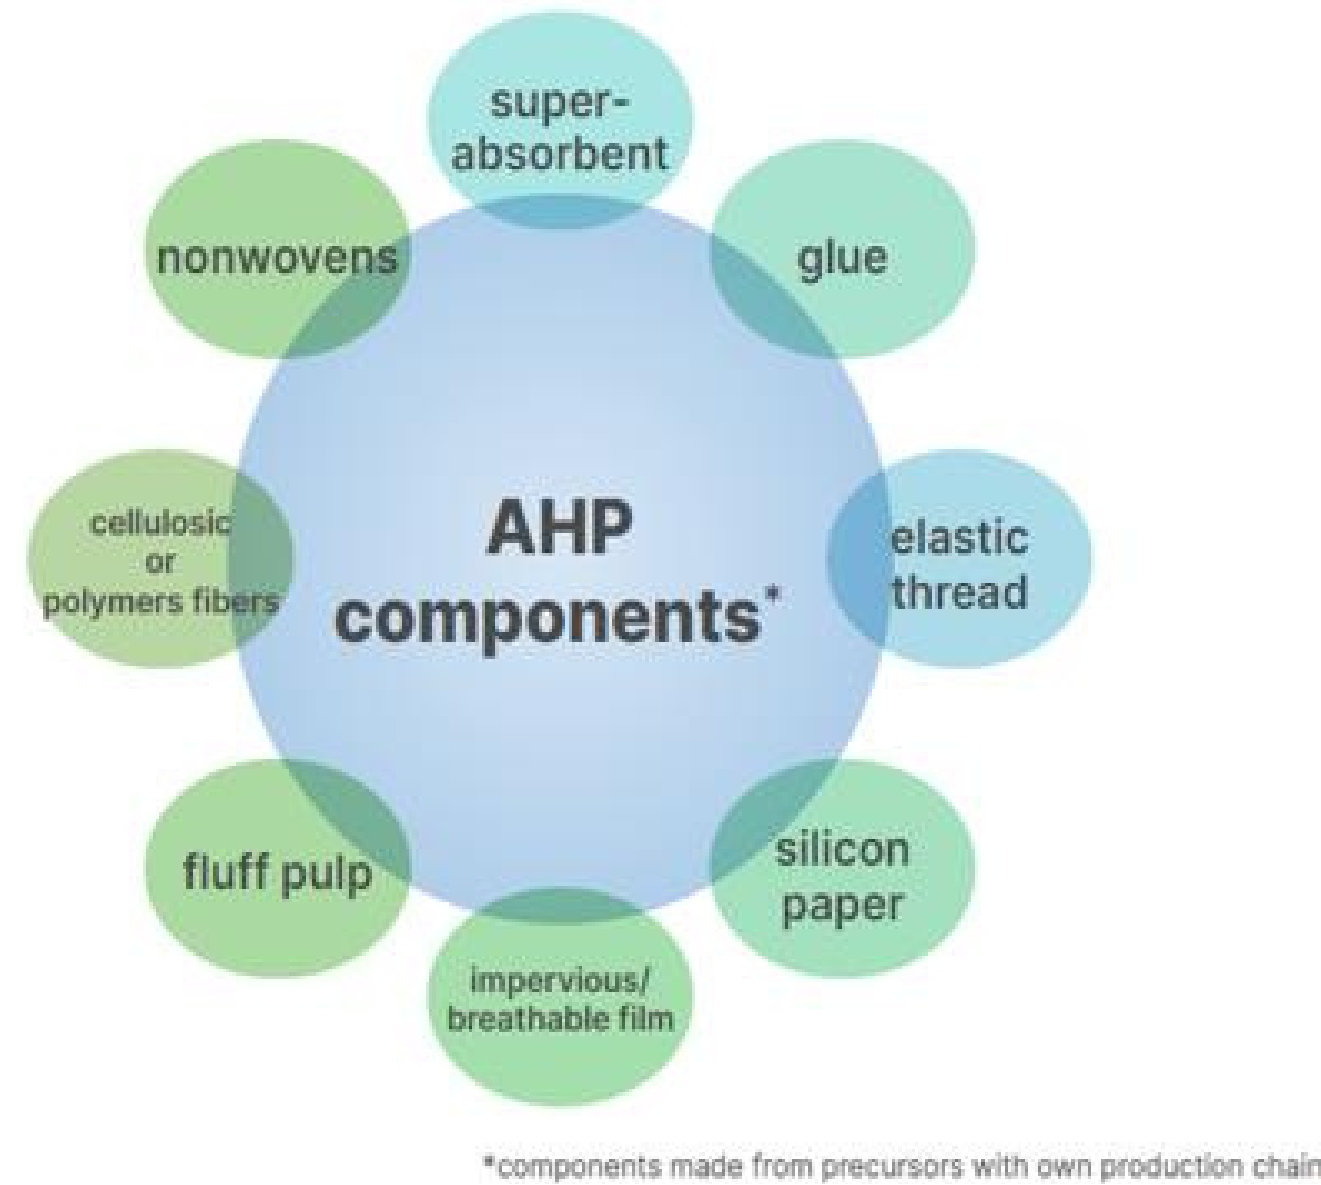 super-
absorbent
glue
nonwovens
elastic
thread
cellulosic
or
polymers fibers
AHP
components*
silicon
paper
fluff pulp
impervious/
breathable film
*components made from precursors with own production chain